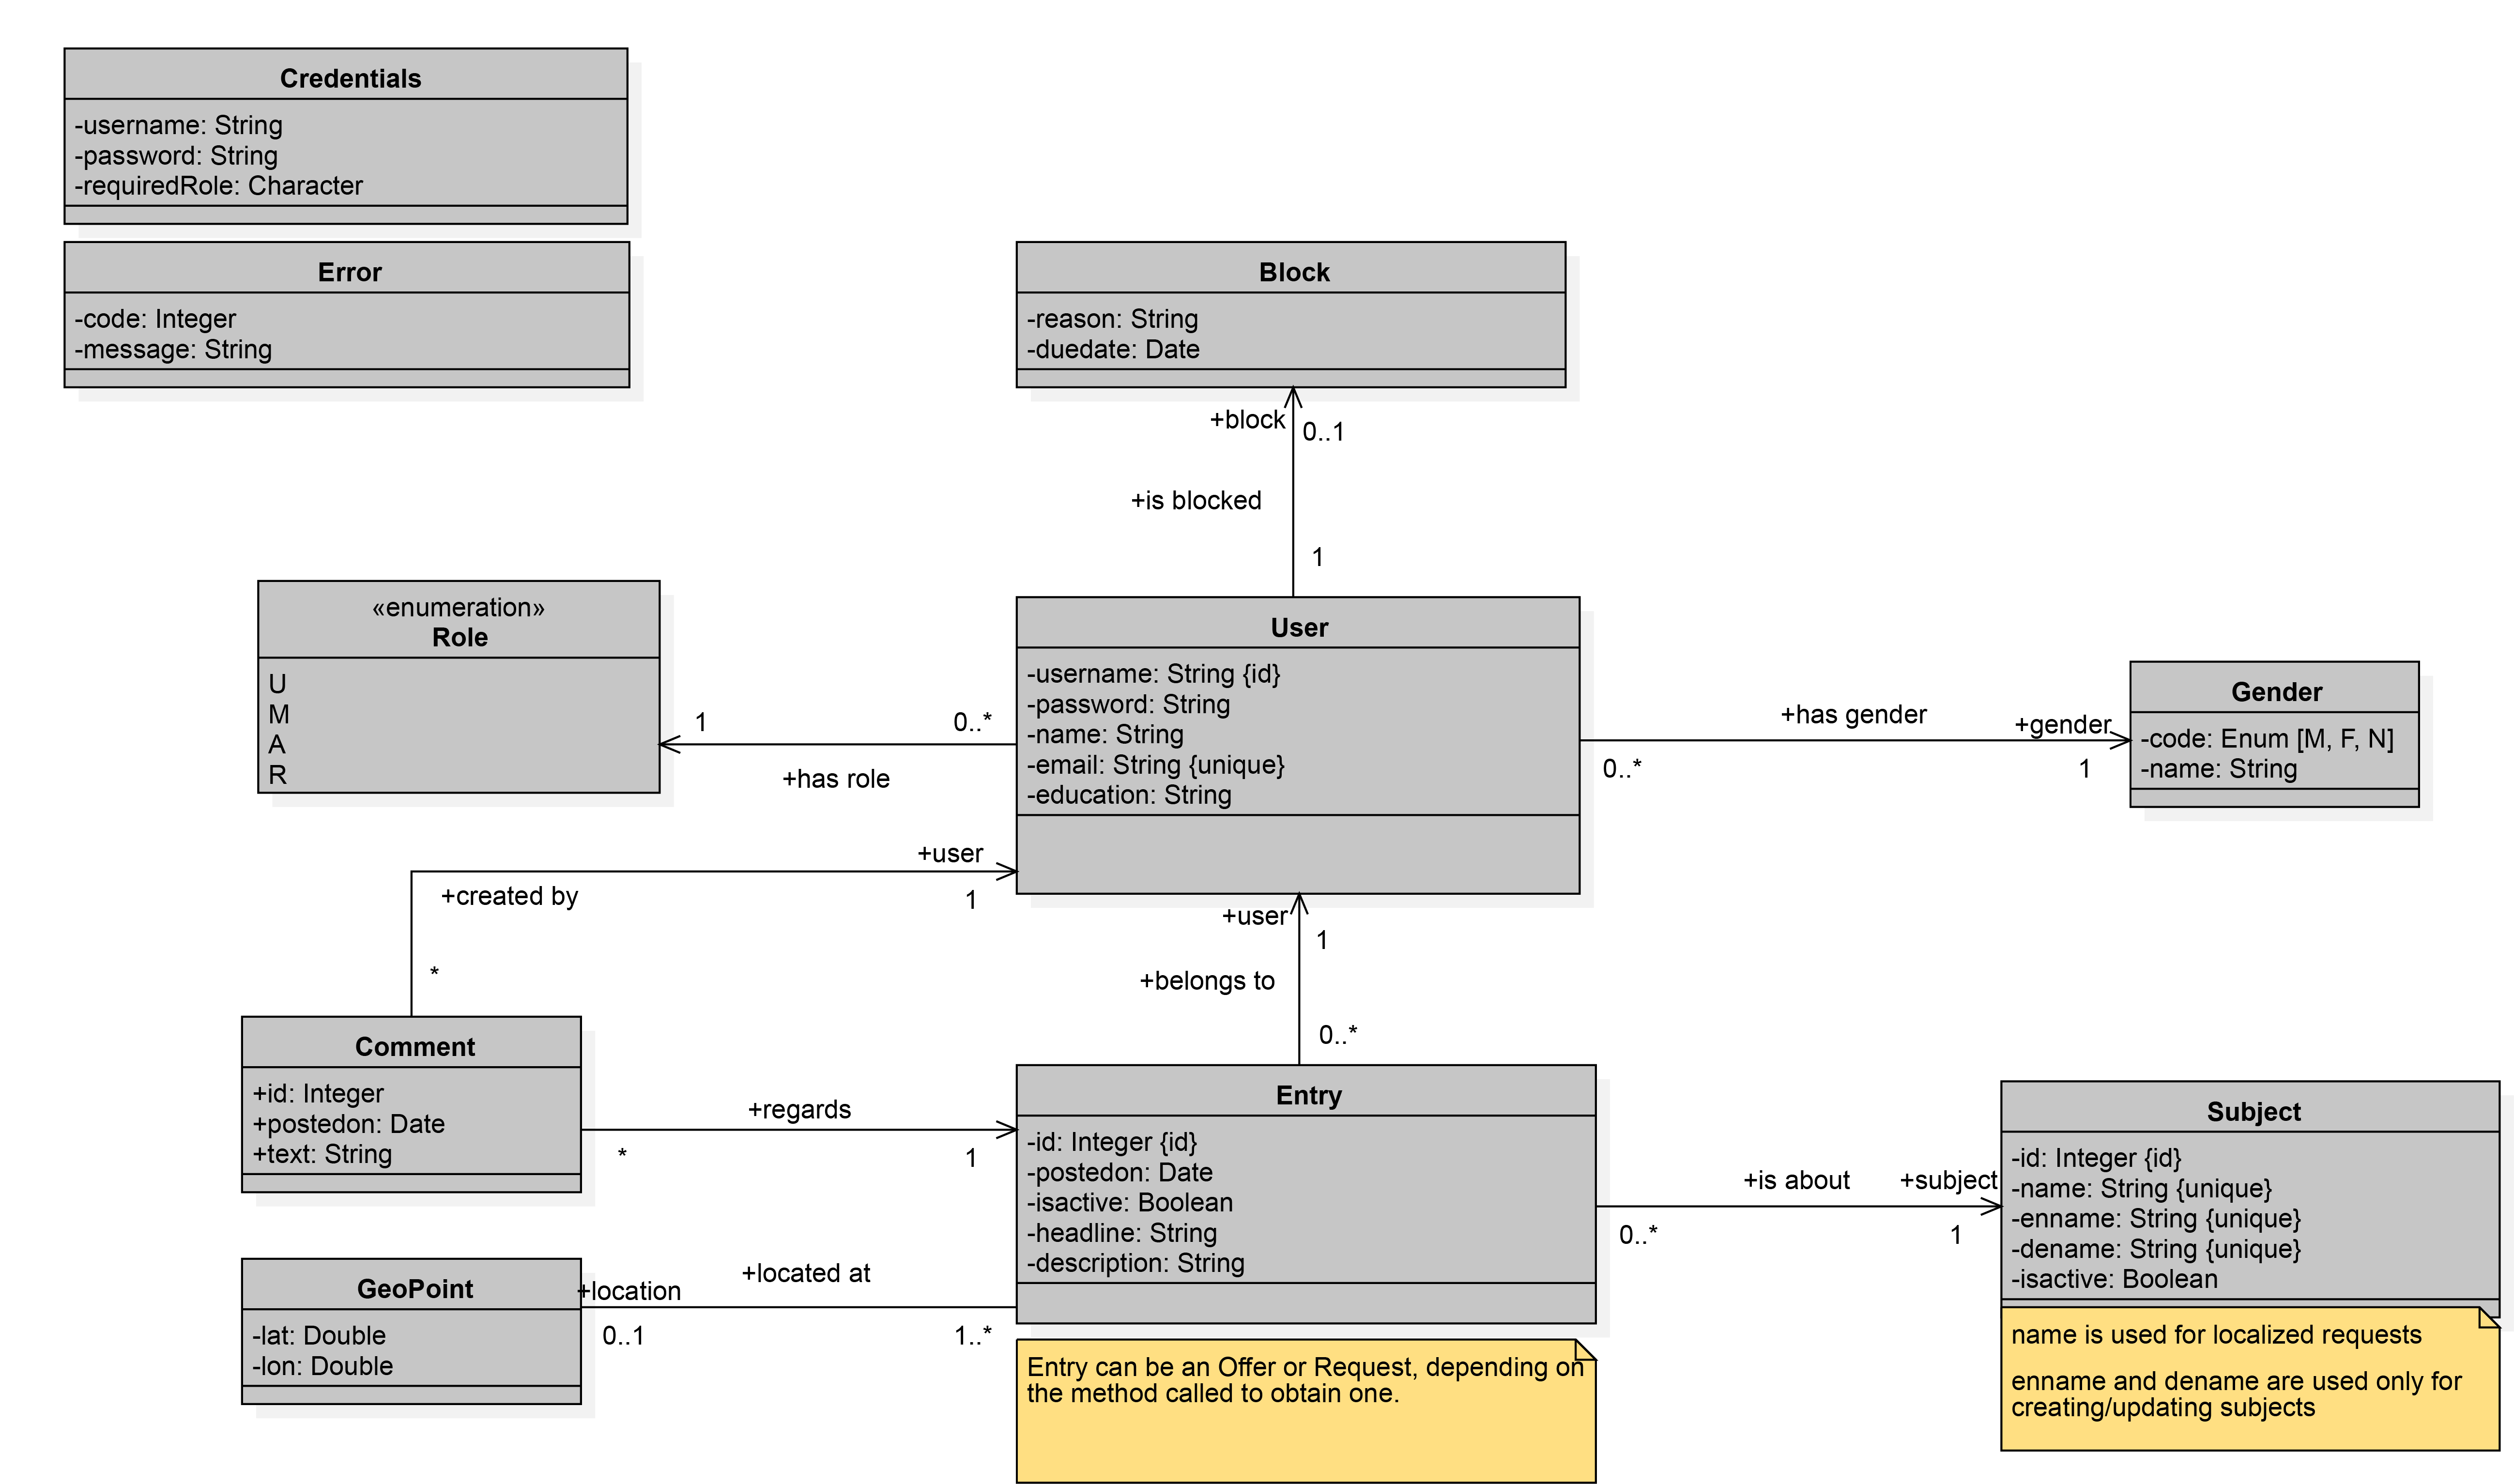 Credentials
-username: String
-password: String
-requiredRole: Character
Error
-code: Integer
-message: String
Block
-reason: String
-duedate: Date
+block
0..1
+is blocked
1
«enumeration»
Role
U
M
A
R
1
0..*
+has role
User
-username: String {id}
-password: String
-name: String
-email: String {unique}
-education: String
+has gender
+gender
0..*
1
Gender
-code: Enum [M, F, N]
-name: String
+user
+created by
1
*
+user
1
+belongs to
0..*
Comment
+id: Integer
+postedon: Date
+text: String
+regards
*
1
Entry
-id: Integer {id}
-postedon: Date
-isactive: Boolean
-headline: String
-description: String
+is about
+subject
0..*
1
Subject
-id: Integer {id}
-name: String {unique}
-enname: String {unique}
-dename: String {unique}
-isactive: Boolean
GeoPoint
-lat: Double
-lon: Double
+location
+located at
0..1
1..*
Entry can be an Offer or Request, depending on
the method called to obtain one.
name is used for localized requests
enname and dename are used only for
creating/updating subjects